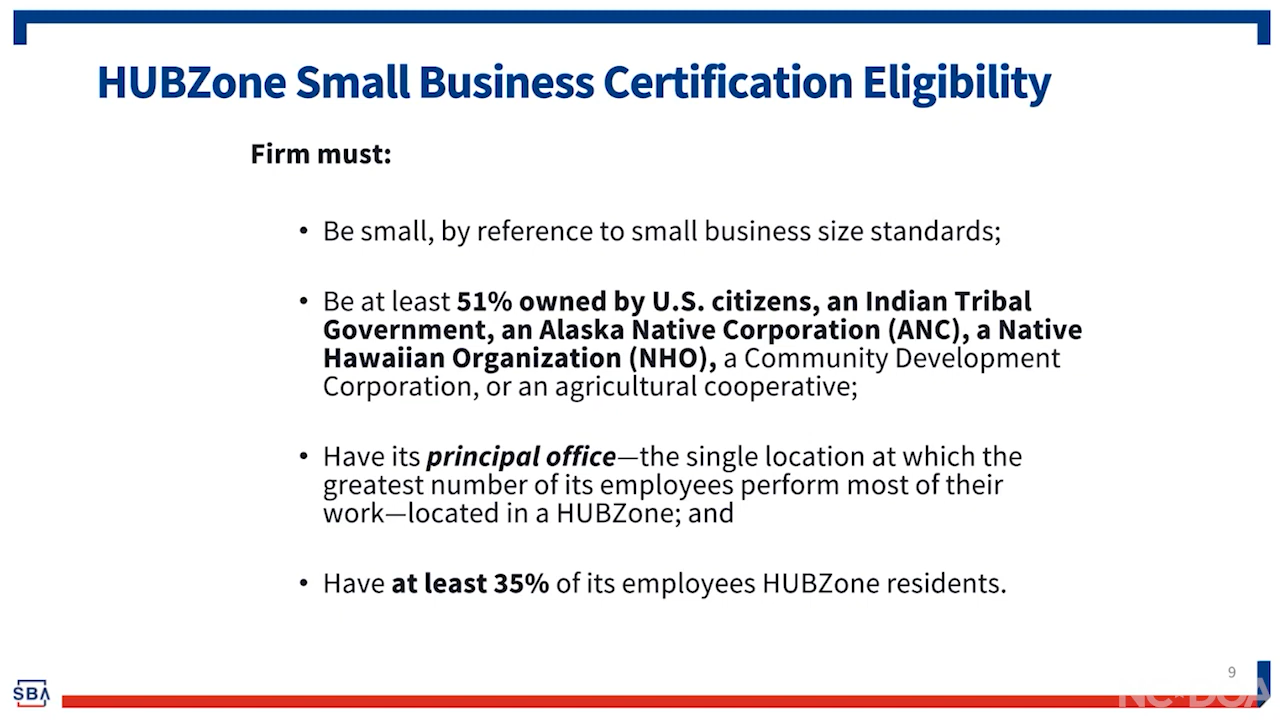 HUBZone Small Business Certification Eligibility
Firm must:
• Be small, by reference to small business size standards;
• Be at least 51% owned by U.S. citizens, an Indian Tribal
Government, an Alaska Native Corporation (ANC), a Native
Hawaiian Organization (NHO), a Community Development
Corporation, or an agricultural cooperative;
• Have its principal office—the single location at which the
greatest number of its employees perform most of their
work—located in a HUBZone; and
• Have at least 35% of its employees HUBZone residents.
9
SBA
NC*DOA